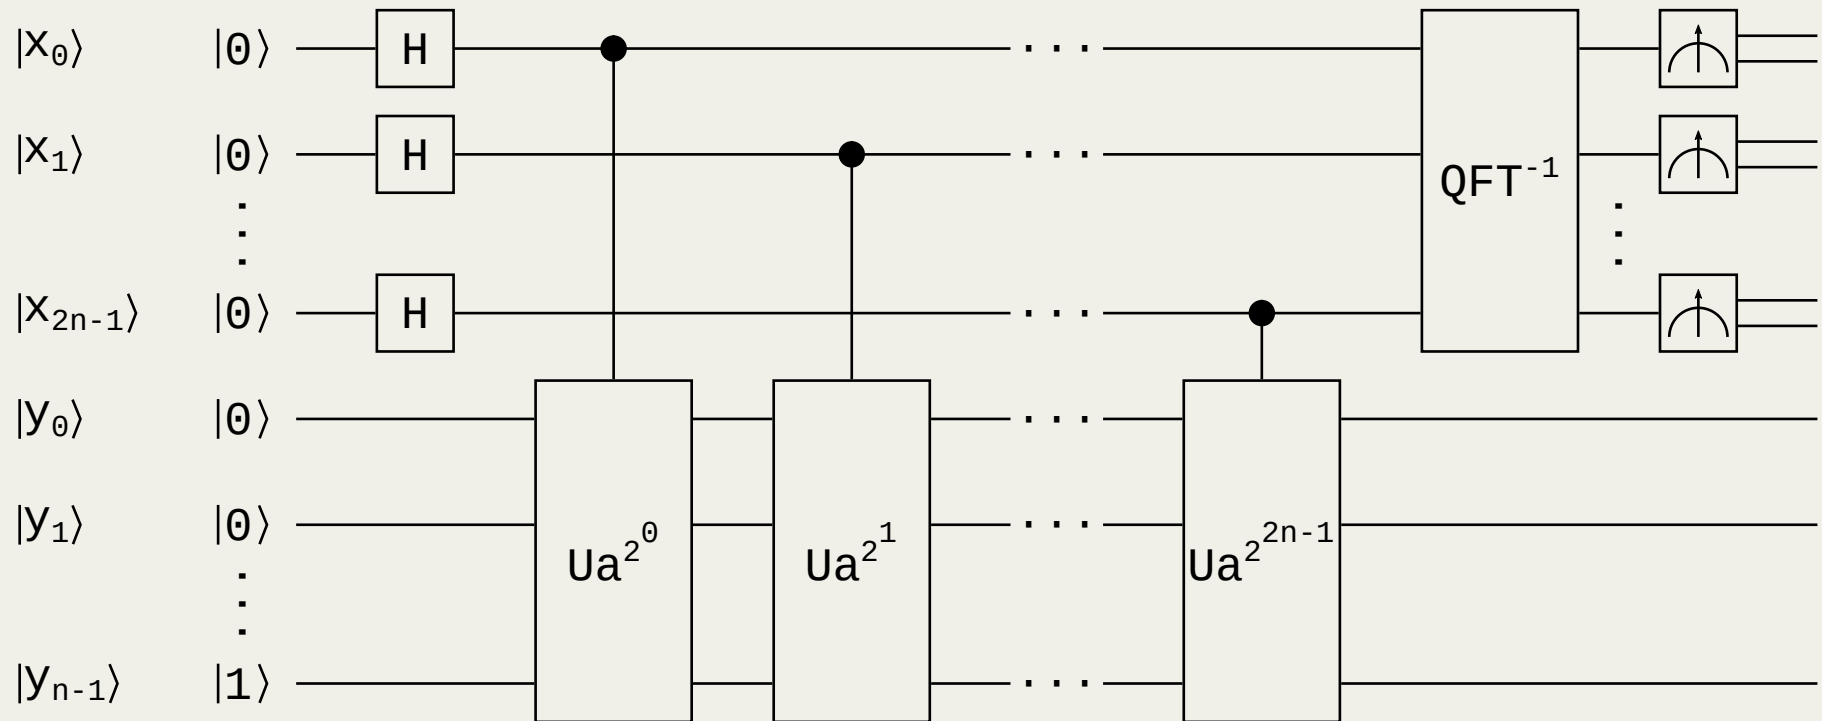 |x₀⟩ |0⟩ H ... 
|x₁⟩ |0⟩ H ... QFT⁻¹
|x₂ₙ₋₁⟩ |0⟩ H ...
|y₀⟩ |0⟩ ...
|y₁⟩ |0⟩ Ua^2^0 Ua^2^1 ... Ua^2^2n-1
|yₙ₋₁⟩ |1⟩ ...